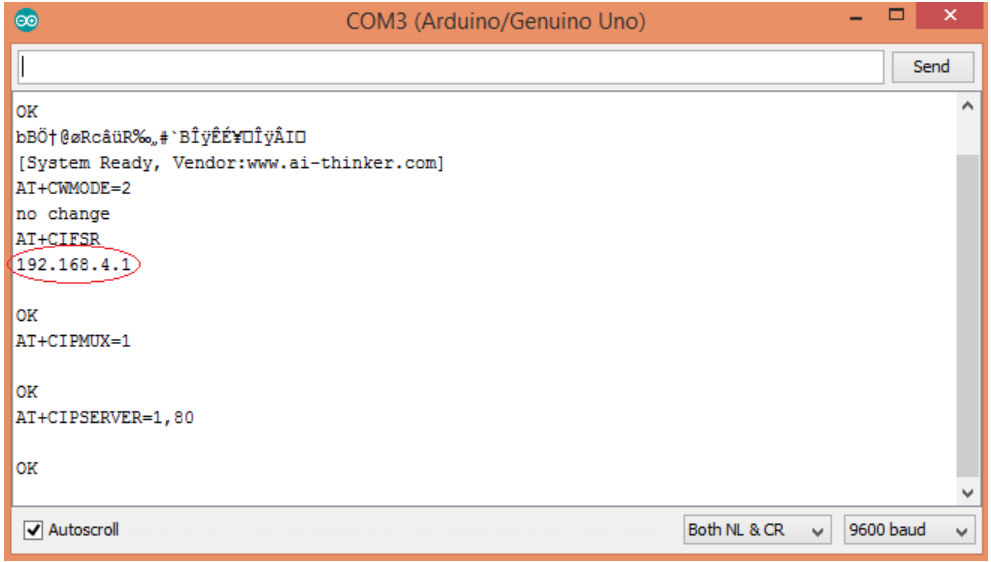 COM3 (Arduino/Genuino Uno)
Send
OK
bBÖ†@øRcâüR‰„#`BÎÿÊÉ¥□ÎÿÂI□
[System Ready, Vendor:www.ai-thinker.com]
AT+CWMODE=2
no change
AT+CIFSR
192.168.4.1
OK
AT+CIPMUX=1
OK
AT+CIPSERVER=1,80
OK
Autoscroll
Both NL & CR
9600 baud